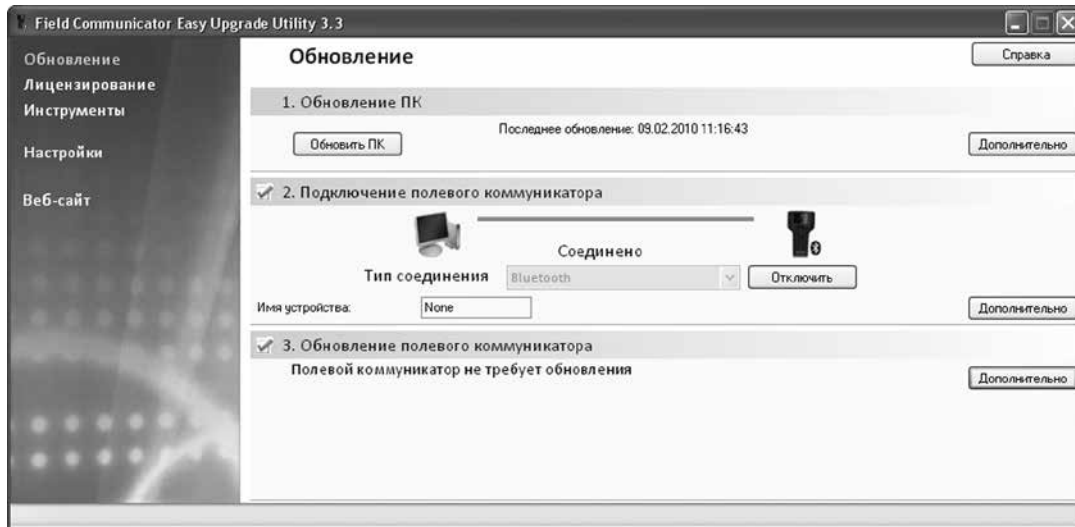 Field Communicator Easy Upgrade Utility 3.3
Обновление
Лицензирование
Инструменты
Настройки
Веб-сайт
Обновление
Справка
1. Обновление ПК
Последнее обновление: 09.02.2010 11:16:43
Обновить ПК
Дополнительно
2. Подключение полевого коммуникатора
Соединено
Тип соединения
Bluetooth
Отключить
Имя устройства:
None
Дополнительно
3. Обновление полевого коммуникатора
Полевой коммуникатор не требует обновления
Дополнительно